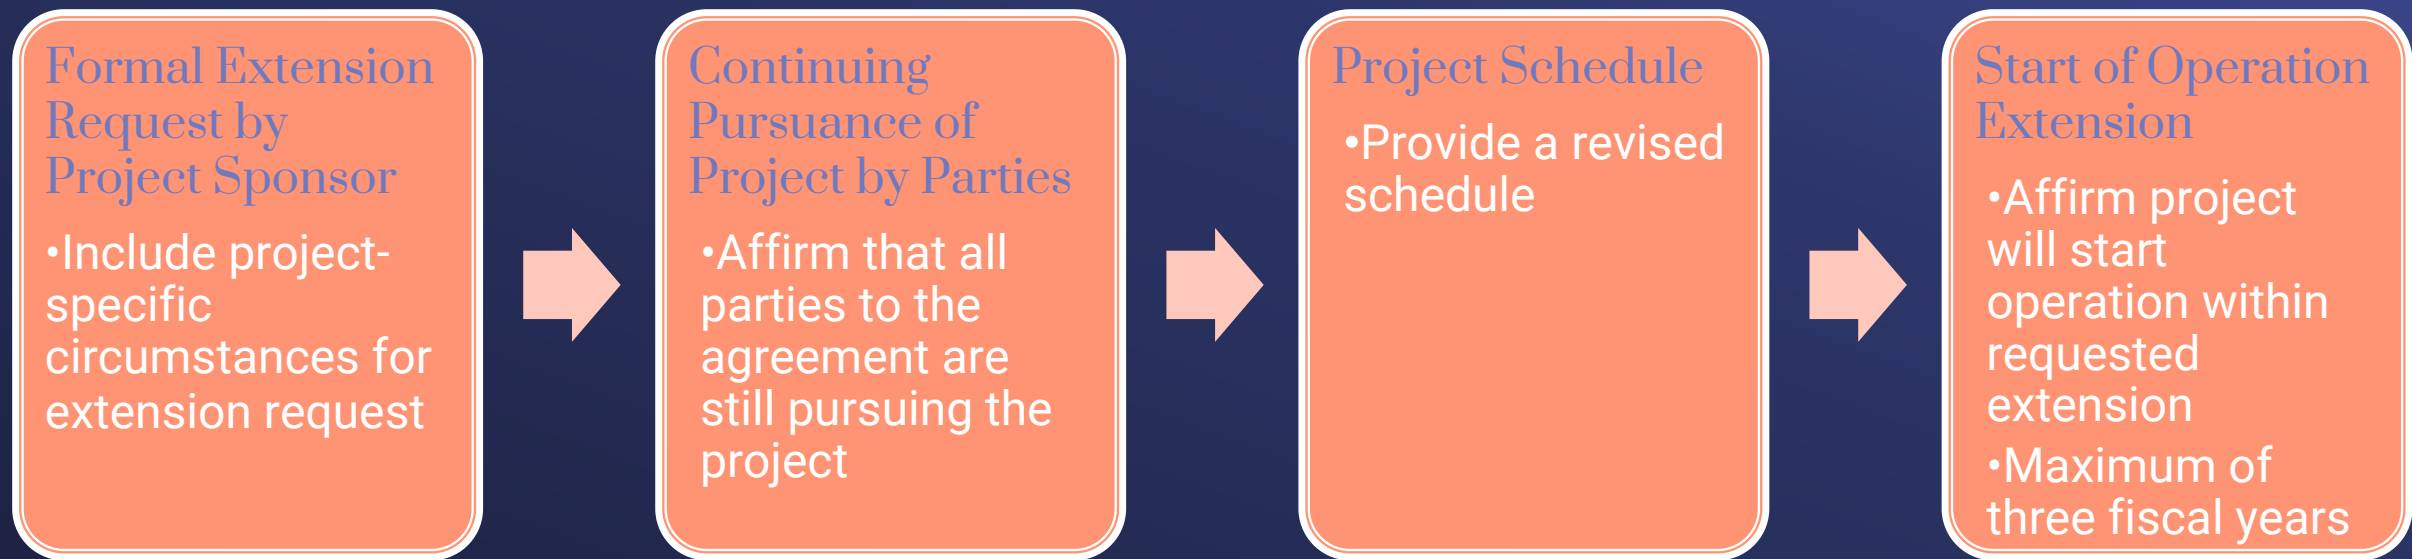 Formal Extension
Request by
Project Sponsor
•Include project-
specific
circumstances for
extension request
Continuing
Pursuance of
Project by Parties
•Affirm that all
parties to the
agreement are
still pursuing the
project
Project Schedule
•Provide a revised
schedule
Start of Operation
Extension
•Affirm project
will start
operation within
requested
extension
•Maximum of
three fiscal years